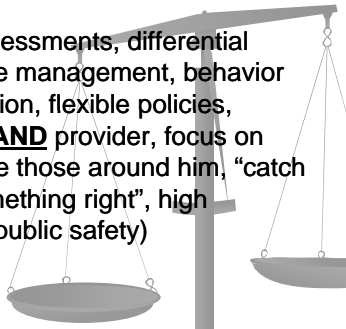 essments, differential
e management, behavior
ion, flexible policies,
AND provider, focus on
e those around him, “catch
nething right”, high
public safety)